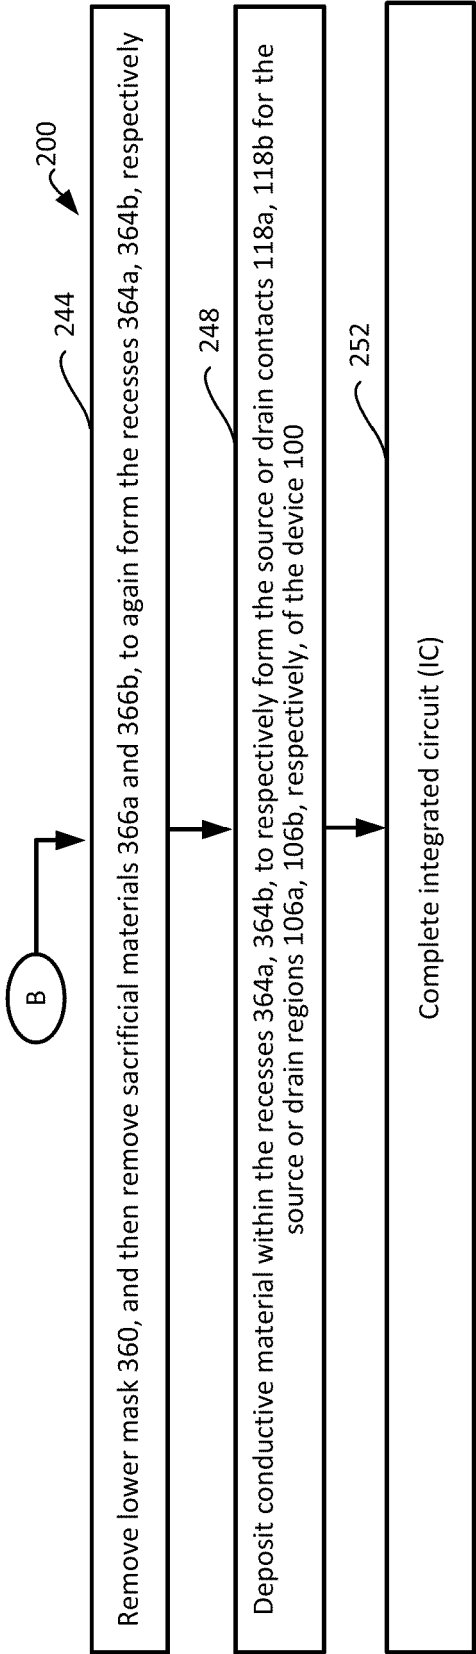 B
200
244
Remove lower mask 360, and then remove sacrificial materials 366a and 366b, to again form the recesses 364a, 364b, respectively
248
Deposit conductive material within the recesses 364a, 364b, to respectively form the source or drain contacts 118a, 118b for the
source or drain regions 106a, 106b, respectively, of the device 100
252
Complete integrated circuit (IC)